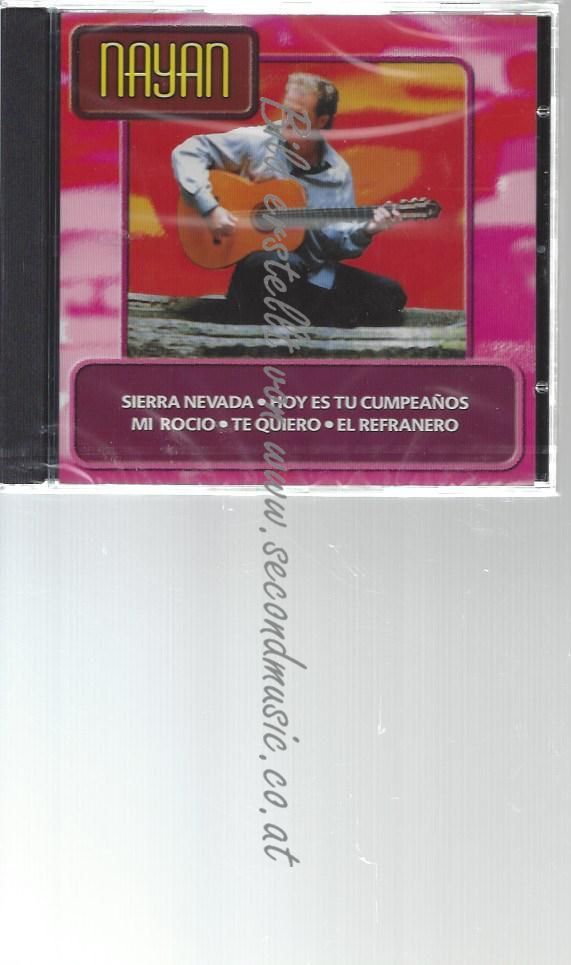 NAYAN
SIERRA NEVADA • HOY ES TU CUMPEAÑOS
MI ROCIO • TE QUIERO • EL REFRANERO
Bild erstellt von www.secondmusic.co.at